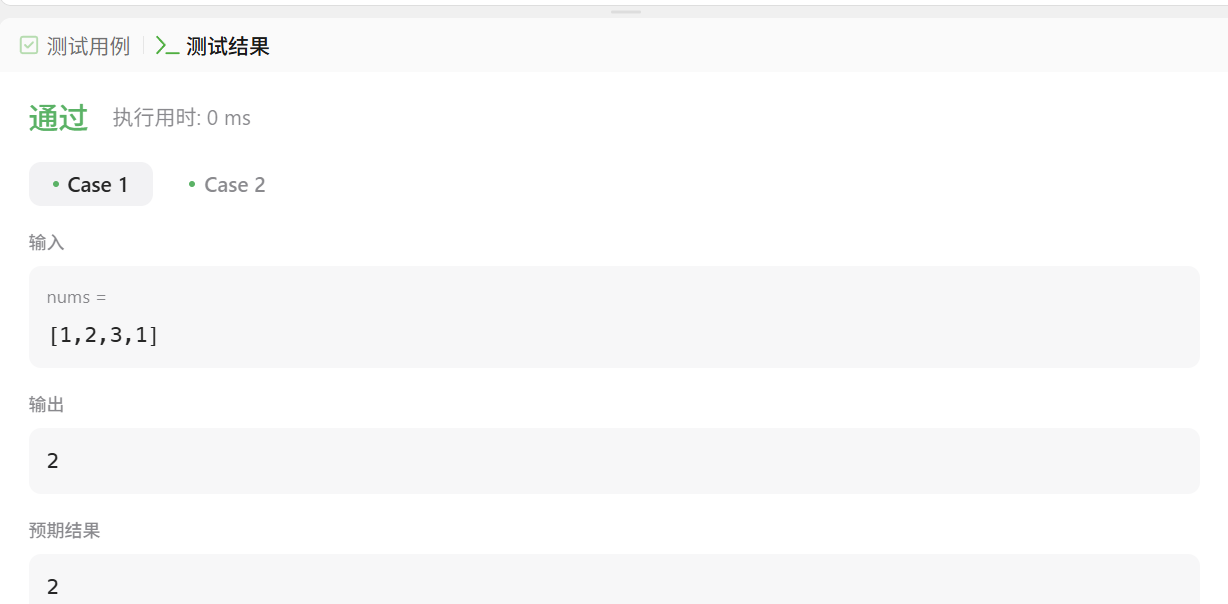 测试用例 测试结果
通过 执行用时: 0 ms
Case 1 Case 2
输入
nums =
[1,2,3,1]
输出
2
预期结果
2